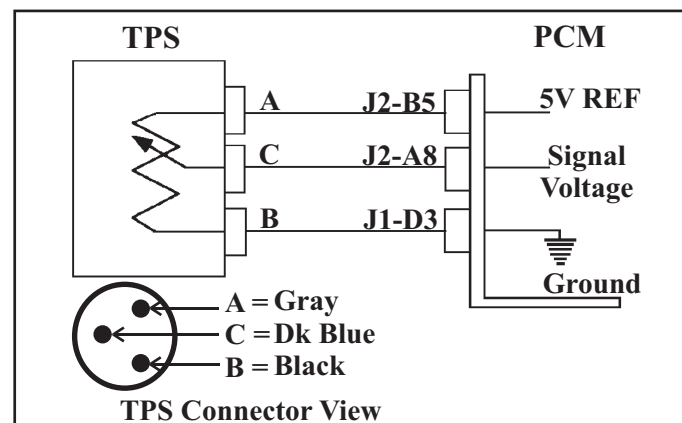 TPS
PCM
A
J2-B5
5V REF
C
J2-A8
Signal
Voltage
B
J1-D3
Ground
A = Gray
C = Dk Blue
B = Black
TPS Connector View